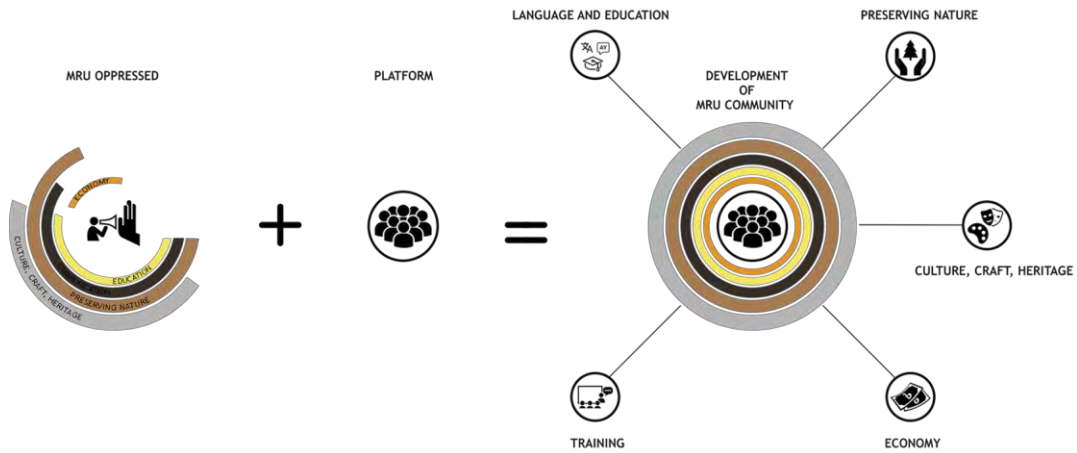 LANGUAGE AND EDUCATION
PRESERVING NATURE
MRU OPPRESSED
PLATFORM
DEVELOPMENT
OF
MRU COMMUNITY
ECONOMY
EDUCATION
PRESERVING NATURE
CULTURE, CRAFT, HERITAGE
CULTURE, CRAFT, HERITAGE
TRAINING
ECONOMY